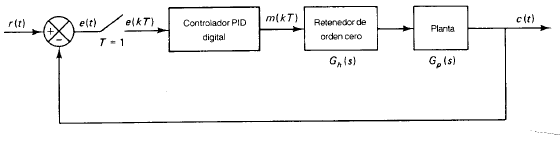 r(t)
+
−
e(t)
T = 1
e(kT)
Controlador PID
digital
m(kT)
Retenedor de
orden cero
G_h(s)
Planta
G_p(s)
c(t)